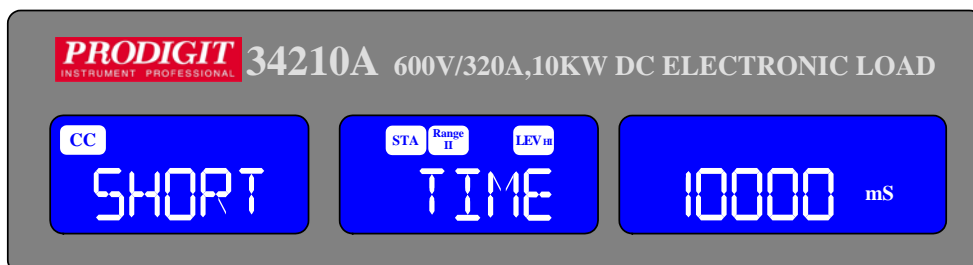 PRODIGIT
INSTRUMENT PROFESSIONAL
34210A 600V/320A,10KW DC ELECTRONIC LOAD
CC
STA Range II LEV HI
SHORT TIME 10000 mS